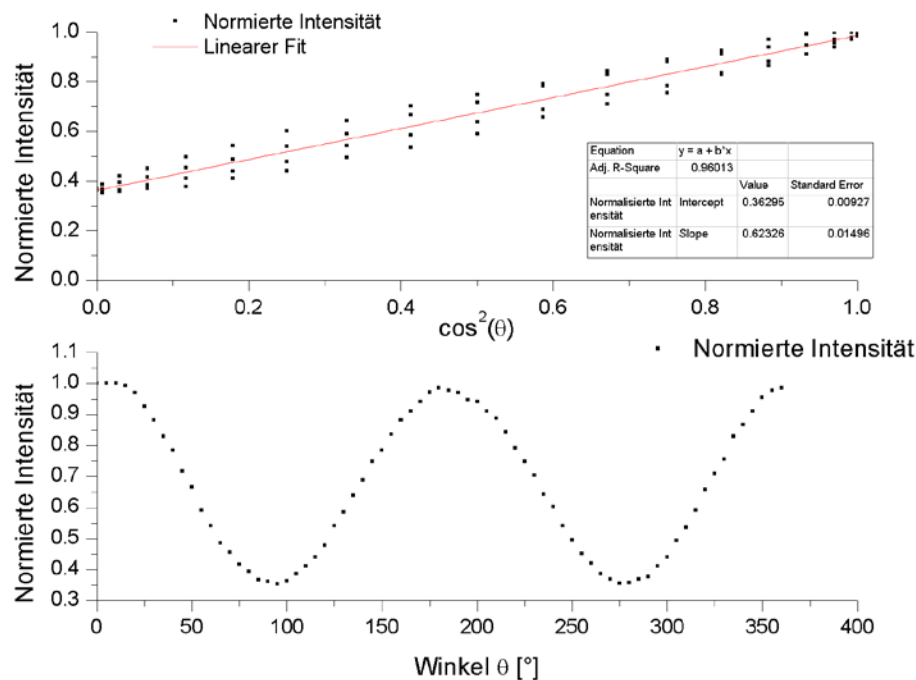 Normierte Intensität
Linearer Fit
Normierte Intensität
1.0
0.8
0.6
0.4
0.2
0.0
Equation y = a + b*x
Adj. R-Square 0.96013
Value Standard Error
Normalisierte Int
ensität Intercept 0.36295 0.00927
Normalisierte Int
ensität Slope 0.62326 0.01496
0.0 0.2 0.4 0.6 0.8 1.0
cos²(θ)
Normierte Intensität
Normierte Intensität
1.1
1.0
0.9
0.8
0.7
0.6
0.5
0.4
0.3
0 50 100 150 200 250 300 350 400
Winkel θ [°]